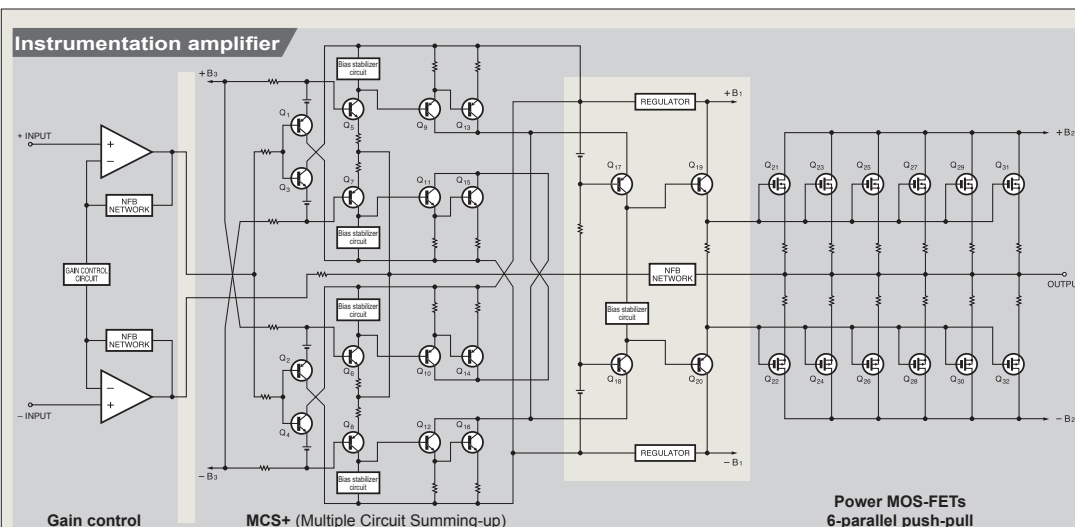 Instrumentation amplifier
+ INPUT
+
−
NFB
NETWORK
GAIN CONTROL
CIRCUIT
NFB
NETWORK
−
+
− INPUT
Gain control
+ B3
− B3
Q1
Q3
Q2
Q4
Bias stabilizer
circuit
Q5
Q9
Q13
Q7
Q11
Q15
Bias stabilizer
circuit
Bias stabilizer
circuit
Q6
Q10
Q14
Q8
Q12
Q16
Bias stabilizer
circuit
MCS+ (Multiple Circuit Summing-up)
REGULATOR
+ B1
Q17
Q19
NFB
NETWORK
Bias stabilizer
circuit
Q18
Q20
REGULATOR
− B1
+ B2
Q21
Q23
Q25
Q27
Q29
Q31
OUTPU
Q22
Q24
Q26
Q28
Q30
Q32
− B2
Power MOS-FETs
6-parallel push-pull